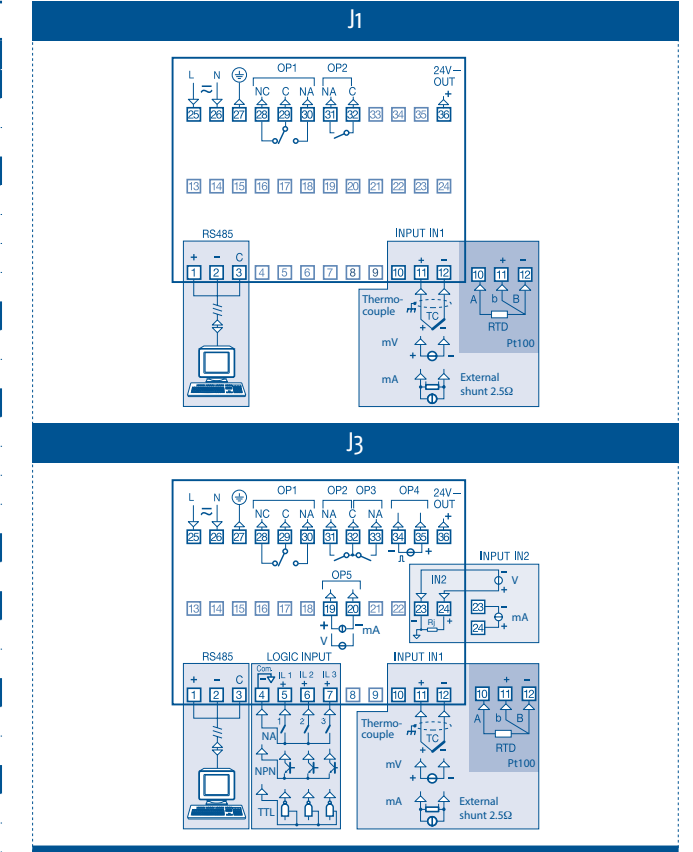 J1
OP1 OP2 24V OUT
L N NC C NA NA C +
25 26 27 28 29 30 31 32 33 34 35 36
13 14 15 16 17 18 19 20 21 22 23 24
RS485 INPUT IN1
+ − C + − + −
1 2 3 4 5 6 7 8 9 10 11 12 10 11 12
A b B
Thermo-
couple
TC
+ −
RTD
Pt100
mV
+ −
mA External
shunt 2.5Ω
J3
OP1 OP2 OP3 OP4 24V OUT
L N NC C NA NA C NA +
25 26 27 28 29 30 31 32 33 34 35 36
− +
INPUT IN2
OP5 IN2 − V +
13 14 15 16 17 18 19 20 21 22 23 24
+ − mA
V
− Rj +
23 − mA
24 +
RS485 LOGIC INPUT INPUT IN1
+ − C Com. − IL 1 + IL 2 + IL 3 + + − + −
1 2 3 4 5 6 7 8 9 10 11 12 10 11 12
1 2 3
NA
A b B
Thermo-
couple
TC
+ −
RTD
Pt100
NPN
mV
+ −
TTL
mA External
shunt 2.5Ω